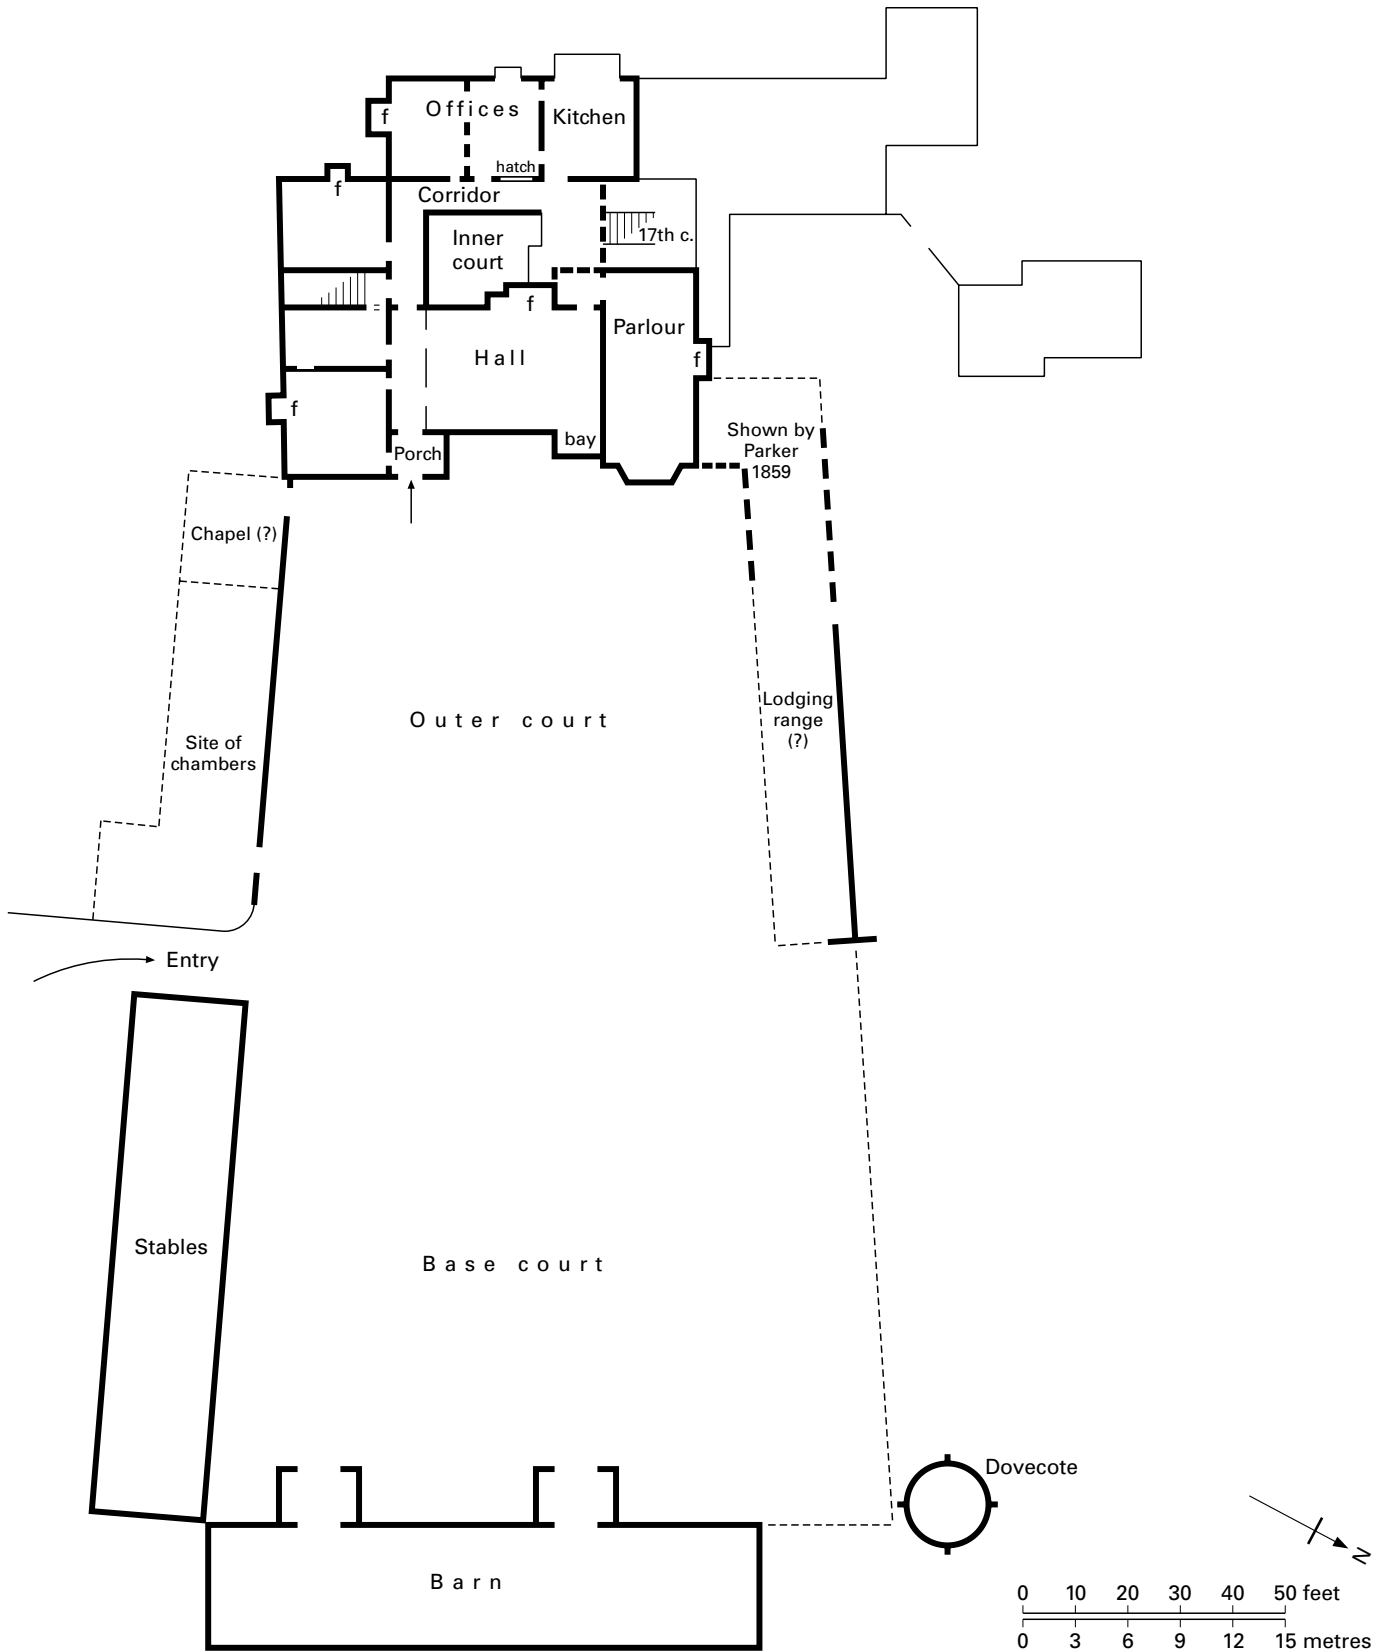 Offices
f
Kitchen
hatch
f
Corridor
Inner
court
17th c.
f
Parlour
Hall
f
f
bay
Porch
Shown by
Parker
1859
Chapel (?)
Lodging
range
(?)
Outer court
Site of
chambers
Entry
Stables
Base court
Dovecote
Barn
N
0 10 20 30 40 50 feet
0 3 6 9 12 15 metres